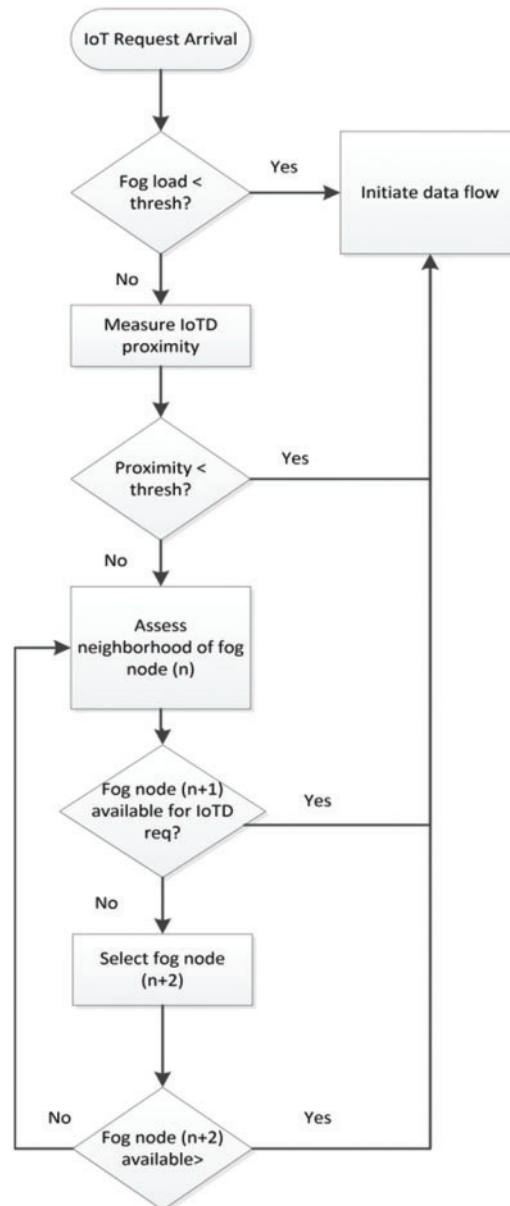 IoT Request Arrival
Fog load <
thresh?
Yes
Initiate data flow
No
Measure IoTD
proximity
Proximity <
thresh?
Yes
No
Assess
neighborhood of fog
node (n)
Fog node (n+1)
available for IoTD
req?
Yes
No
Select fog node
(n+2)
No
Fog node (n+2)
available>
Yes